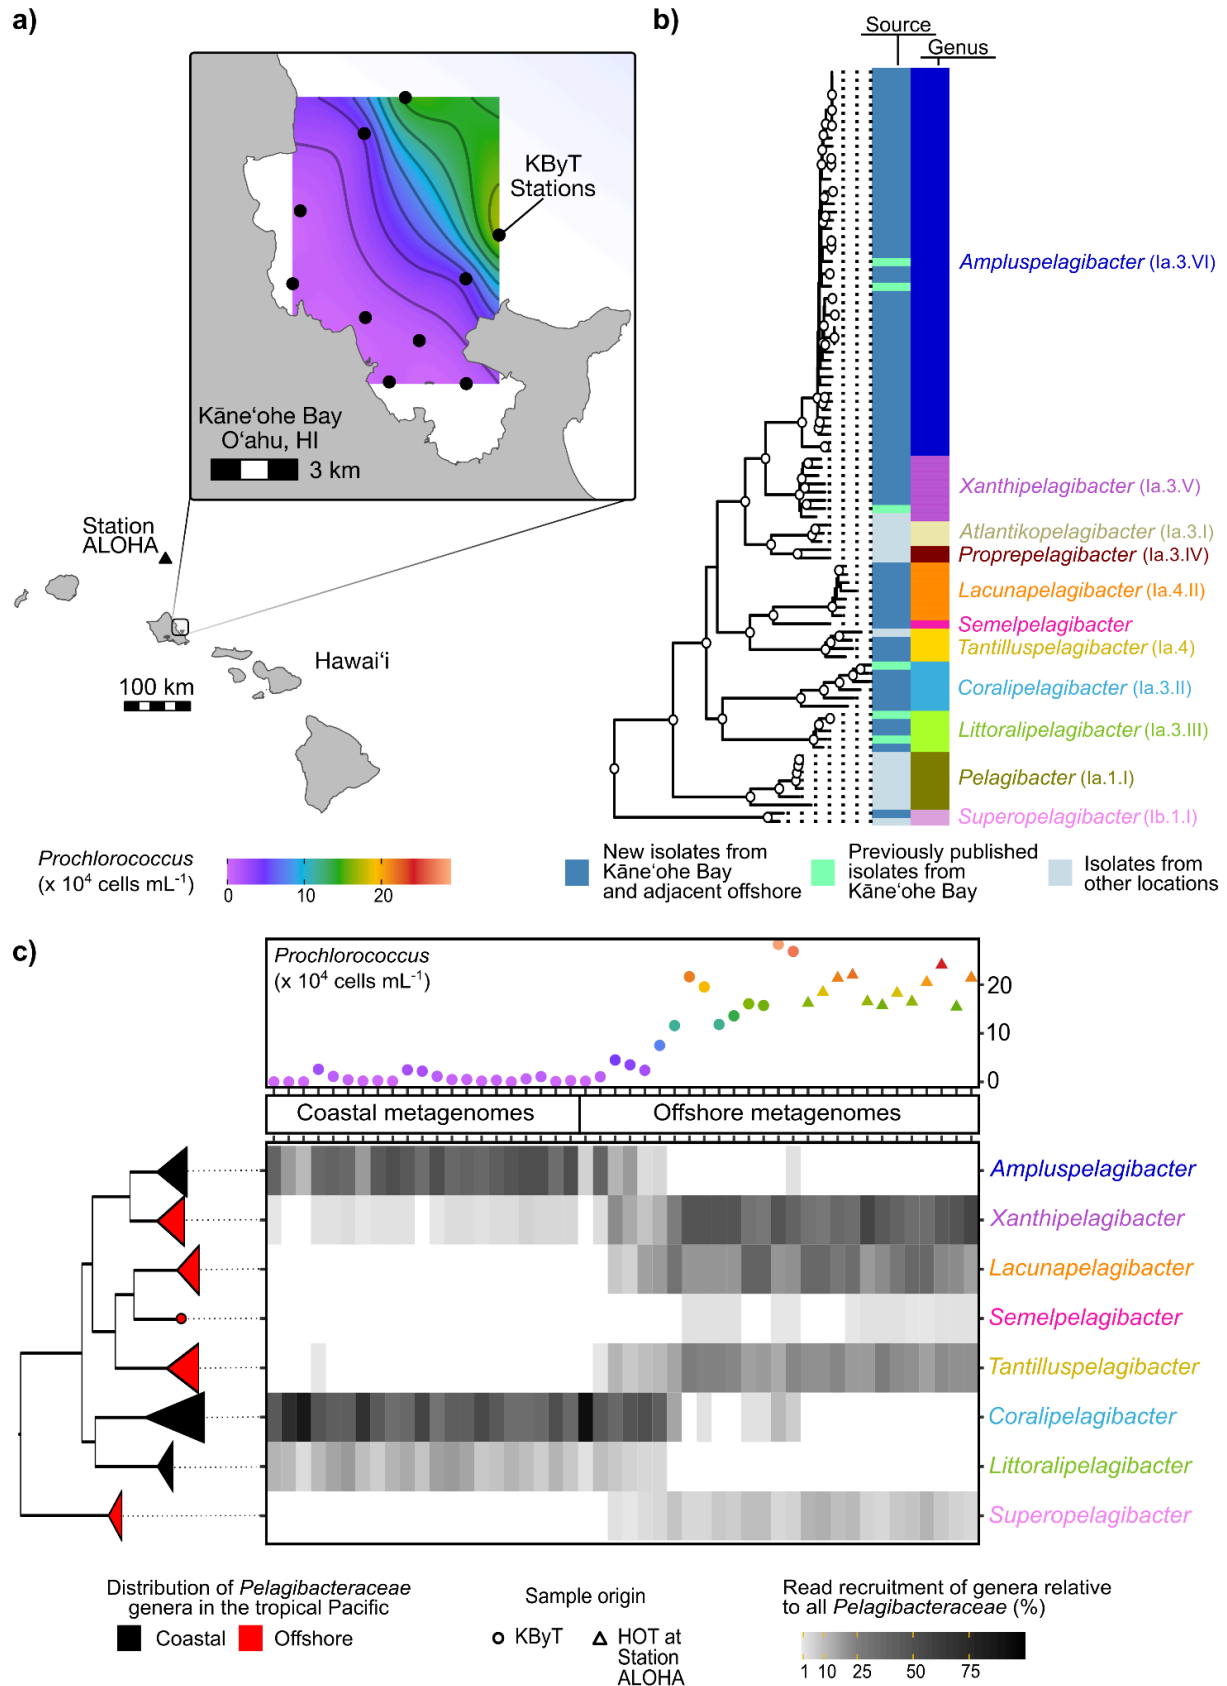 a)
KByT
Stations
Kāneʻohe Bay
Oʻahu, HI
3 km
Station
ALOHA
Hawaiʻi
100 km
Prochlorococcus
(x 10⁴ cells mL⁻¹)
0
10
20
b)
Source
Genus
Ampluspelagibacter (Ia.3.VI)
Xanthipelagibacter (Ia.3.V)
Atlantikopelagibacter (Ia.3.I)
Proprepelagibacter (Ia.3.IV)
Lacunapelagibacter (Ia.4.II)
Semelpelagibacter
Tantilluspelagibacter (Ia.4)
Coralipelagibacter (Ia.3.II)
Littoralipelagibacter (Ia.3.III)
Pelagibacter (Ia.1.I)
Superopelagibacter (Ib.1.I)
New isolates from
Kāneʻohe Bay
and adjacent offshore
Previously published
isolates from
Kāneʻohe Bay
Isolates from
other locations
c)
Prochlorococcus
(x 10⁴ cells mL⁻¹)
20
10
0
Coastal metagenomes
Offshore metagenomes
Ampluspelagibacter
Xanthipelagibacter
Lacunapelagibacter
Semelpelagibacter
Tantilluspelagibacter
Coralipelagibacter
Littoralipelagibacter
Superopelagibacter
Distribution of Pelagibacteraceae
genera in the tropical Pacific
Coastal
Offshore
Sample origin
KByT
HOT at
Station
ALOHA
Read recruitment of genera relative
to all Pelagibacteraceae (%)
1 10 25 50 75